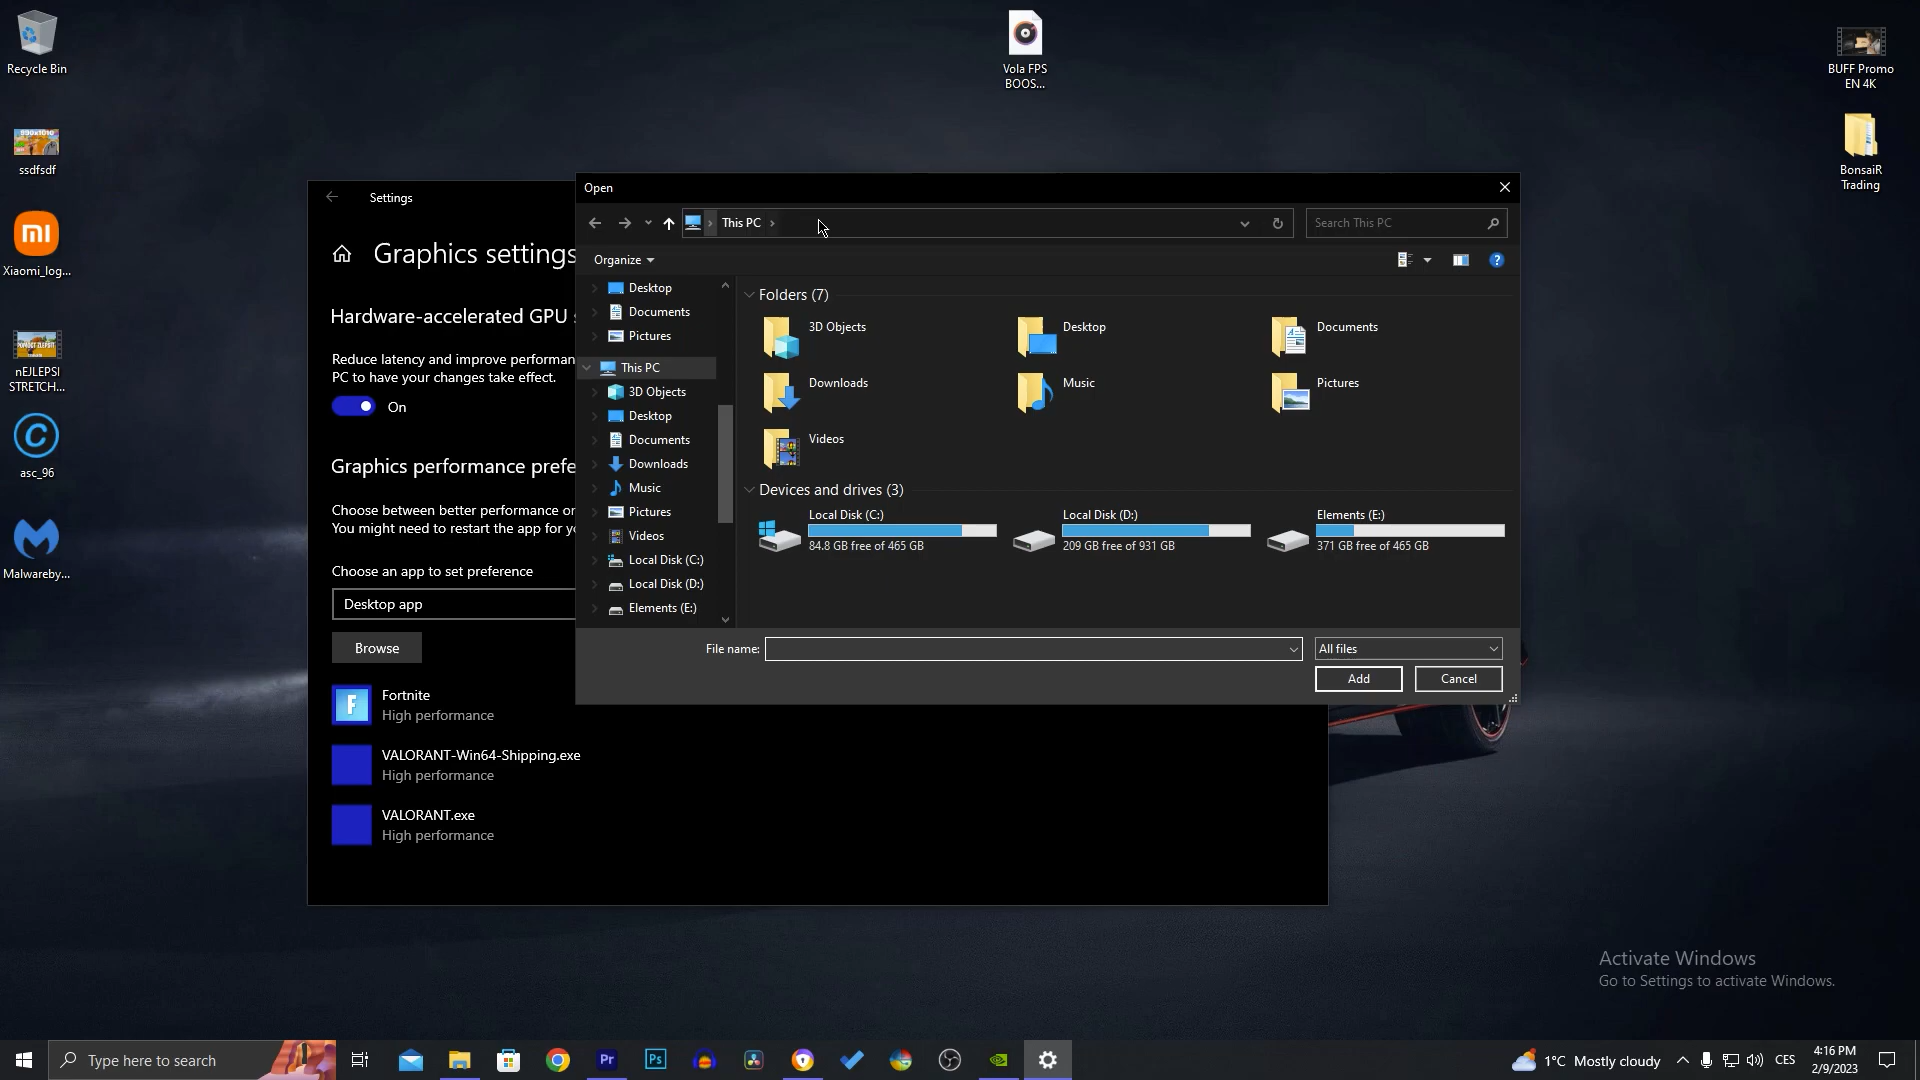 Recycle Bin
ssdfsdf
Xiaomi_log...
nEJLEPSI
STRETCH...
asc_96
Malwareby...
Vola FPS
BOOS...
BUFF Promo
EN 4K
BonsaiR
Trading
Settings
Graphics settings
Hardware-accelerated GPU s
Reduce latency and improve performan
PC to have your changes take effect.
On
Graphics performance prefe
Choose between better performance or
You might need to restart the app for yo
Choose an app to set preference
Desktop app
Browse
Fortnite
High performance
VALORANT-Win64-Shipping.exe
High performance
VALORANT.exe
High performance
Open
This PC
Search This PC
Organize
Desktop
Documents
Pictures
This PC
3D Objects
Desktop
Documents
Downloads
Music
Pictures
Videos
Local Disk (C:)
Local Disk (D:)
Elements (E:)
Folders (7)
3D Objects
Desktop
Documents
Downloads
Music
Pictures
Videos
Devices and drives (3)
Local Disk (C:)
84.8 GB free of 465 GB
Local Disk (D:)
209 GB free of 931 GB
Elements (E:)
371 GB free of 465 GB
File name:
All files
Add
Cancel
Activate Windows
Go to Settings to activate Windows.
Type here to search
Pr
Ps
1°C Mostly cloudy
CES
4:16 PM
2/9/2023